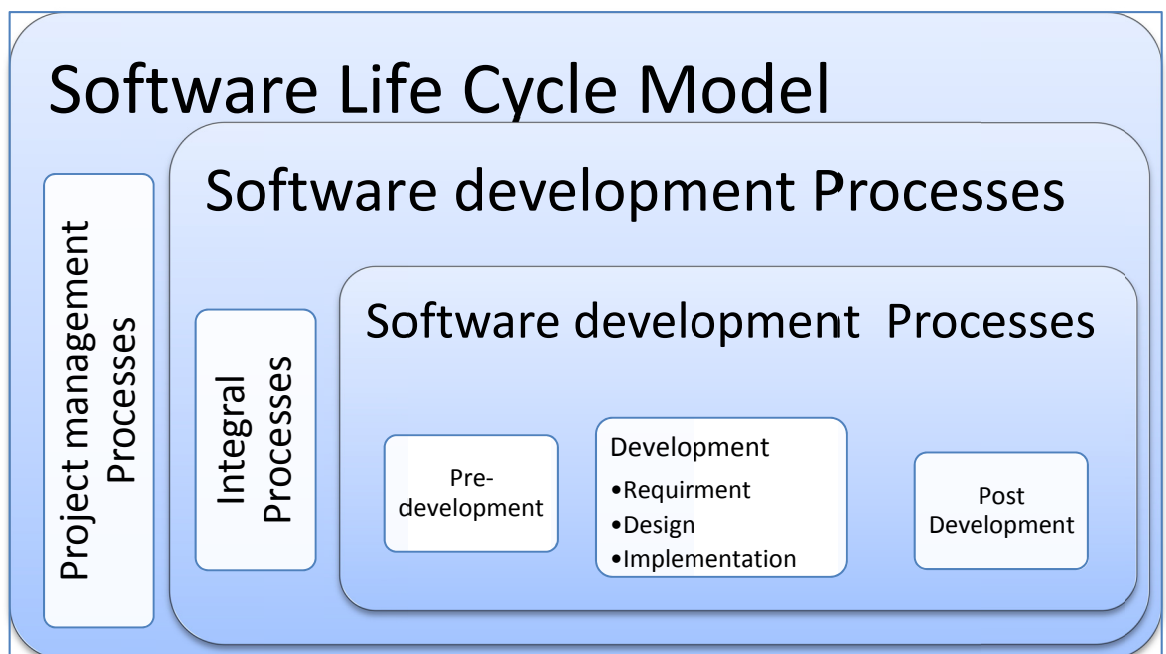 Software Life Cycle Model
Software development Processes
Project management
Processes
Integral
Processes
Software development Processes
Pre-
development
Development
•Requirment
•Design
•Implementation
Post
Development